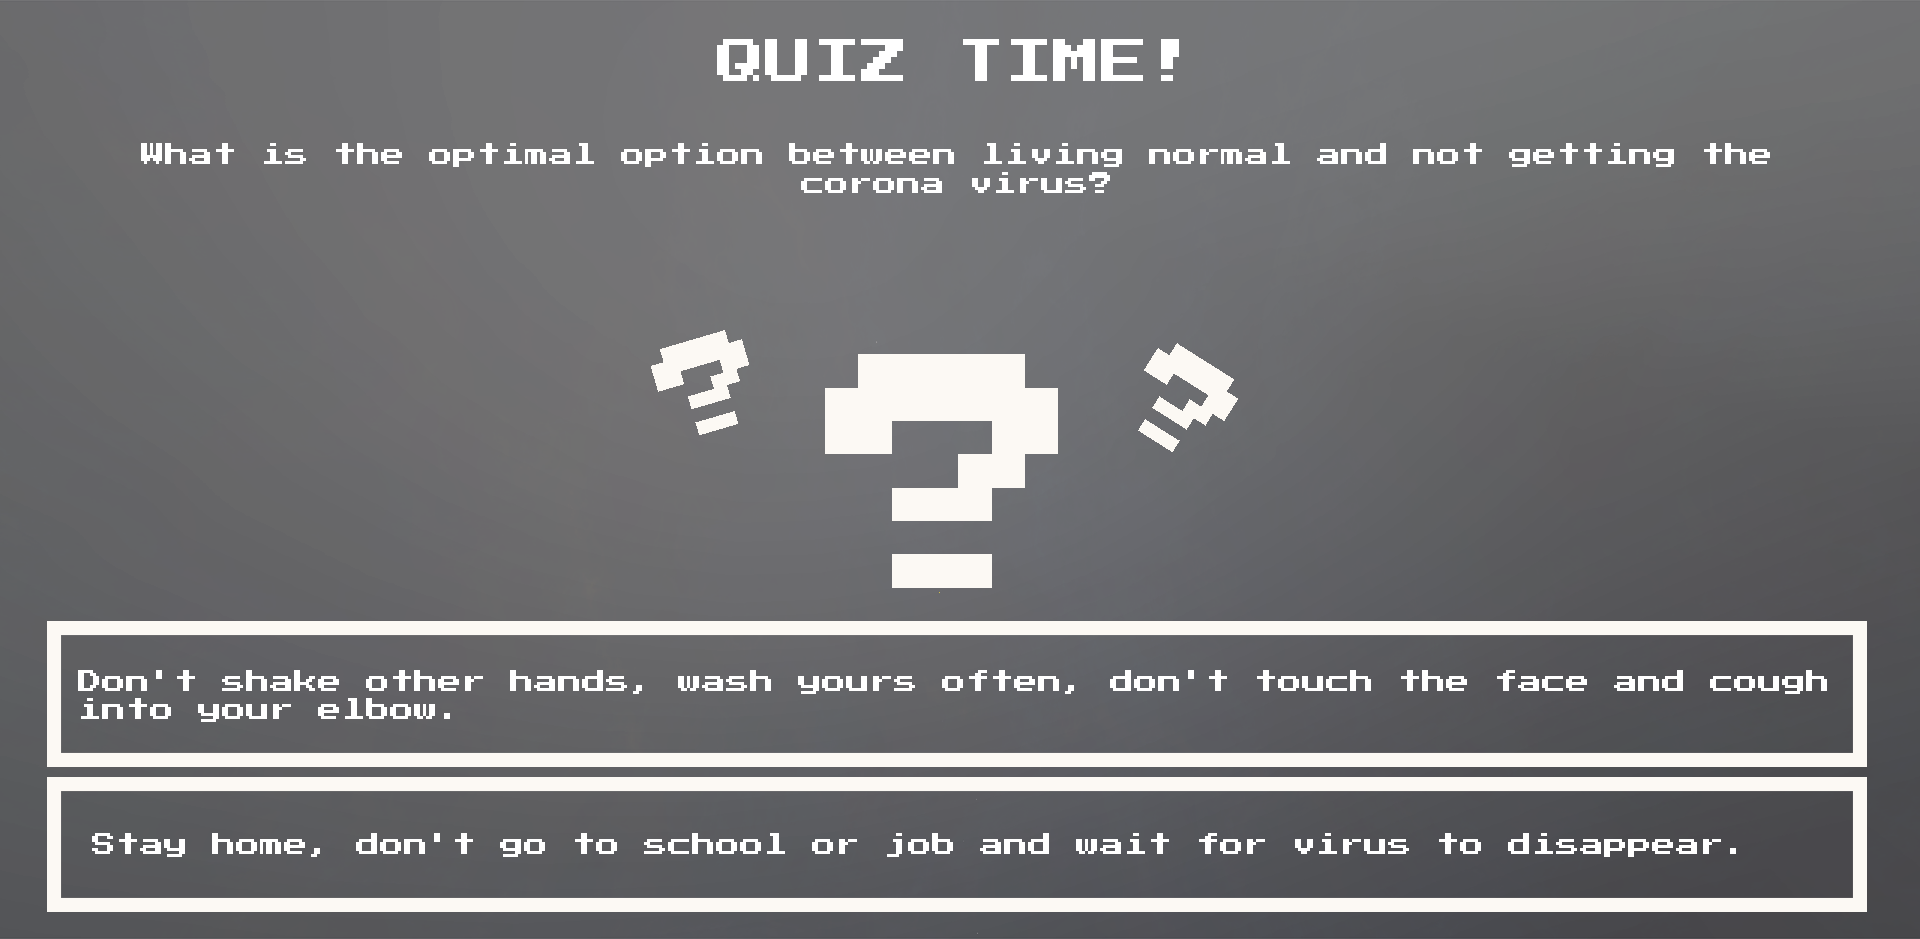 QUIZ TIME!
What is the optimal option between living normal and not getting the
corona virus?
? ? ?
Don't shake other hands, wash yours often, don't touch the face and cough
into your elbow.
Stay home, don't go to school or job and wait for virus to disappear.